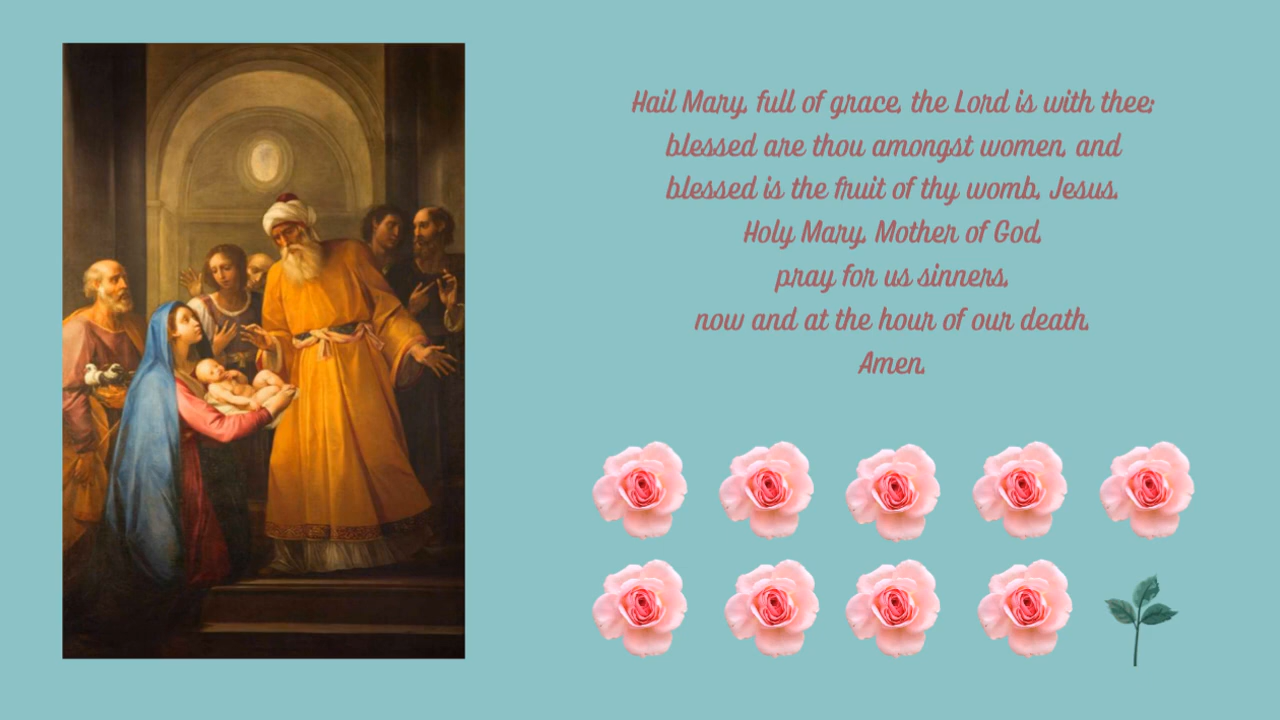 Hail Mary, full of grace, the Lord is with thee;
blessed are thou amongst women, and
blessed is the fruit of thy womb, Jesus.
Holy Mary, Mother of God,
pray for us sinners,
now and at the hour of our death.
Amen.